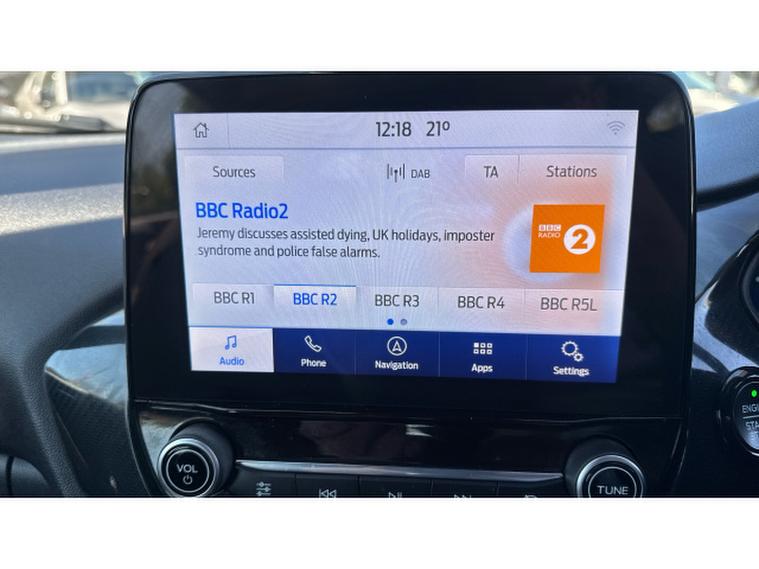 12:18 21º
Sources DAB TA Stations
BBC Radio2
Jeremy discusses assisted dying, UK holidays, imposter
syndrome and police false alarms.
BBC
RADIO 2
BBC R1 BBC R2 BBC R3 BBC R4 BBC R5L
Audio Phone Navigation Apps Settings
VOL
TUNE